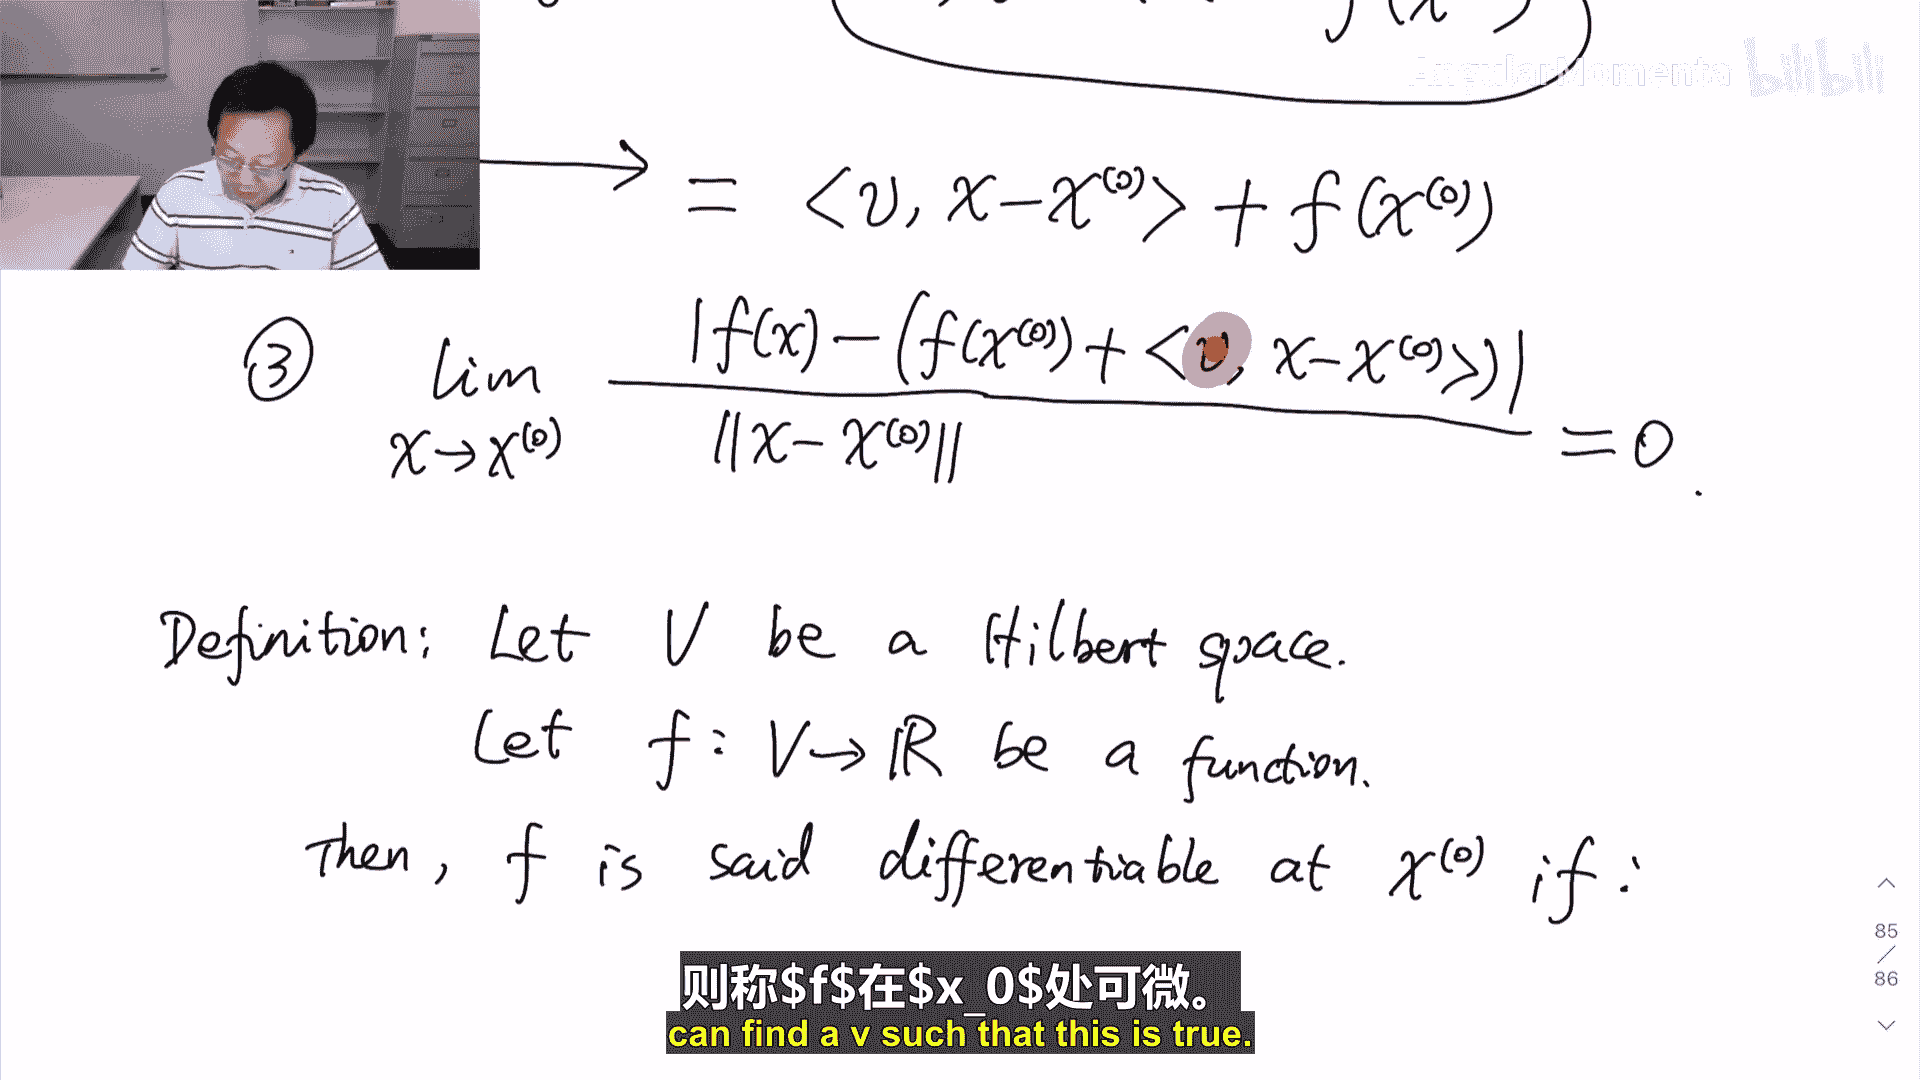 AngularMomenta bilibili
= <v, x-x⁽⁰⁾> + f(x⁽⁰⁾)
③ lim x→x⁽⁰⁾ |f(x)-(f(x⁽⁰⁾)+<v, x-x⁽⁰⁾>)| / ||x-x⁽⁰⁾|| = 0.
Definition: Let V be a Hilbert space.
Let f: V→ℝ be a function.
Then, f is said differentiable at x⁽⁰⁾ if:
85
/
86
则称$f$在$x_0$处可微。
can find a v such that this is true.